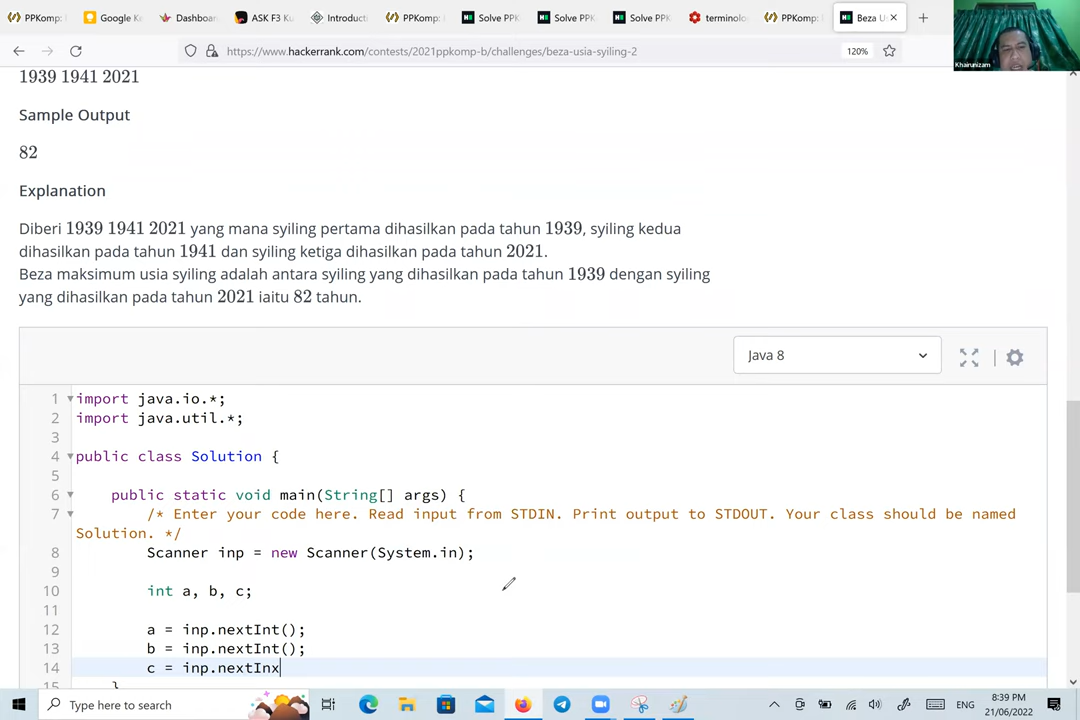 PPKomp:
Google Ka
Dashboar
ASK F3 Ku
Introducti
PPKomp:
Solve PPK
Solve PPK
Solve PPK
terminolo
PPKomp:
Beza U
https://www.hackerrank.com/contests/2021ppkomp-b/challenges/beza-usia-syiling-2
120%
Khairunizam
1939 1941 2021
Sample Output
82
Explanation
Diberi 1939 1941 2021 yang mana syiling pertama dihasilkan pada tahun 1939, syiling kedua
dihasilkan pada tahun 1941 dan syiling ketiga dihasilkan pada tahun 2021.
Beza maksimum usia syiling adalah antara syiling yang dihasilkan pada tahun 1939 dengan syiling
yang dihasilkan pada tahun 2021 iaitu 82 tahun.
Java 8
1 import java.io.*;
2 import java.util.*;
3
4 public class Solution {
5
6 public static void main(String[] args) {
7 /* Enter your code here. Read input from STDIN. Print output to STDOUT. Your class should be named
Solution. */
8 Scanner inp = new Scanner(System.in);
9
10 int a, b, c;
11
12 a = inp.nextInt();
13 b = inp.nextInt();
14 c = inp.nextInx
15 }
Type here to search
ENG
8:39 PM
21/06/2022